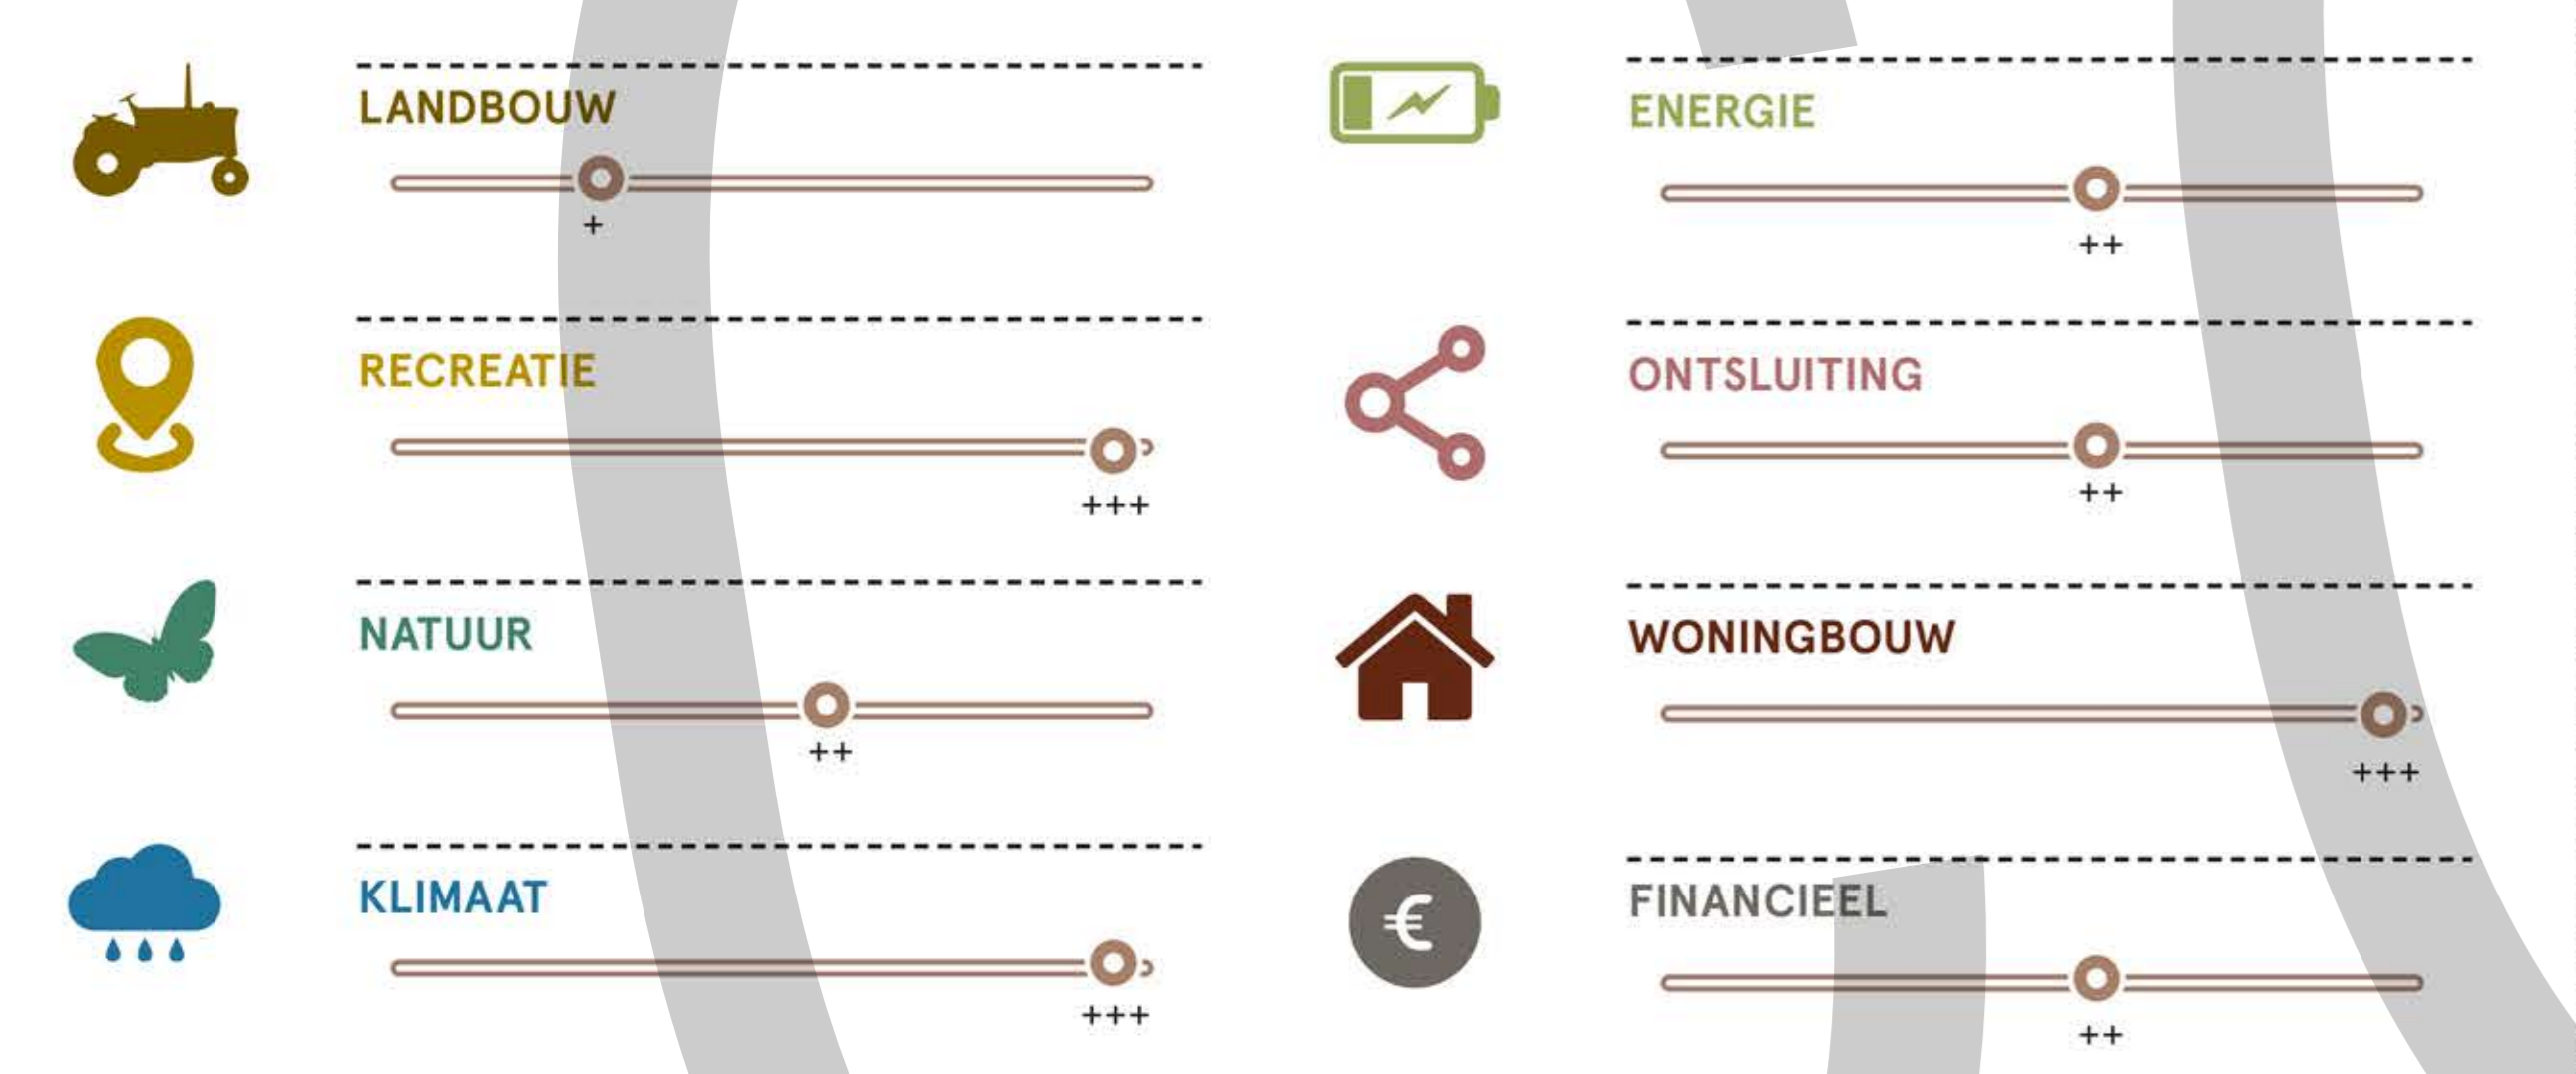 LANDBOUW
+
RECREATIE
+++
NATUUR
++
KLIMAAT
+++
ENERGIE
++
ONTSLUITING
++
WONINGBOUW
+++
€
FINANCIEEL
++